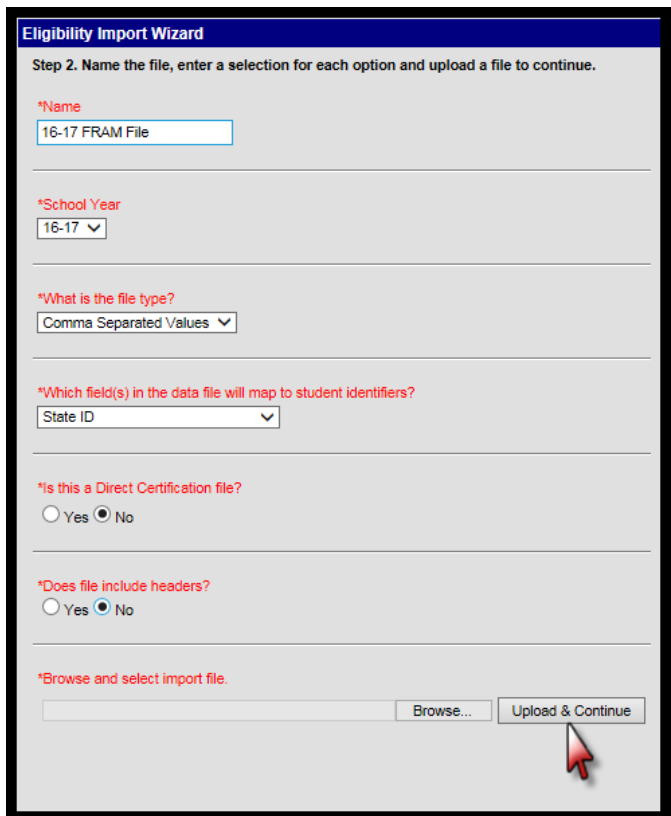 Eligibility Import Wizard
Step 2. Name the file, enter a selection for each option and upload a file to continue.
*Name
16-17 FRAM File
*School Year
16-17
*What is the file type?
Comma Separated Values
*Which field(s) in the data file will map to student identifiers?
State ID
*Is this a Direct Certification file?
Yes No
*Does file include headers?
Yes No
*Browse and select import file.
Browse... Upload & Continue